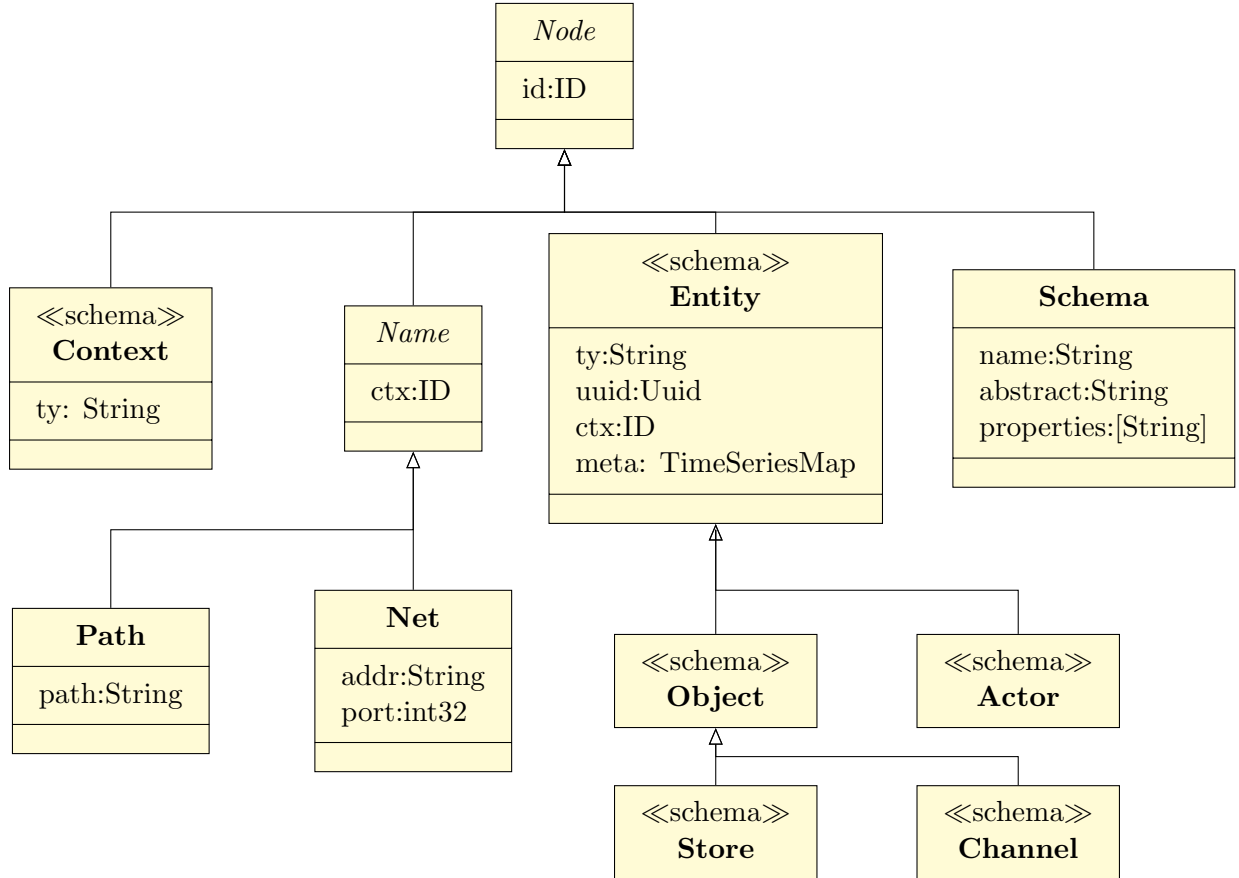 Node
id:ID
≪schema≫
Context
ty: String
Name
ctx:ID
≪schema≫
Entity
ty:String
uuid:Uuid
ctx:ID
meta: TimeSeriesMap
Schema
name:String
abstract:String
properties:[String]
Path
path:String
Net
addr:String
port:int32
≪schema≫
Object
≪schema≫
Actor
≪schema≫
Store
≪schema≫
Channel